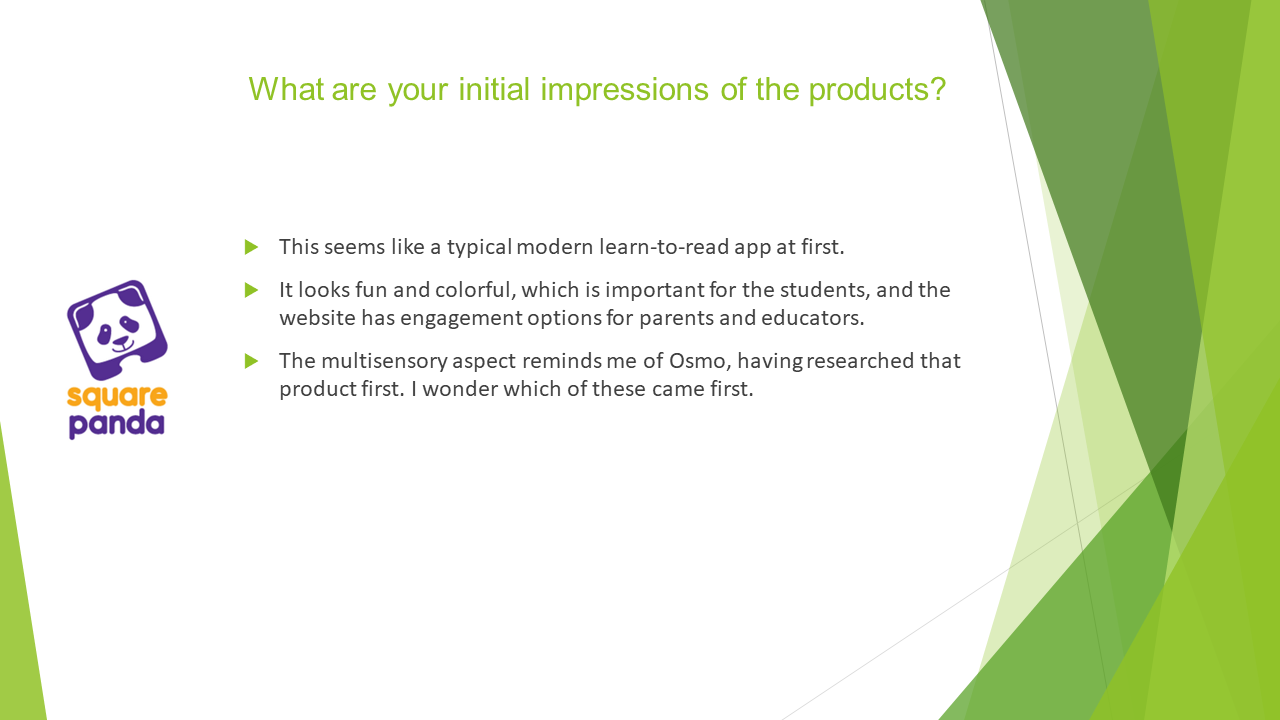 What are your initial impressions of the products?
This seems like a typical modern learn-to-read app at first.
It looks fun and colorful, which is important for the students, and the
website has engagement options for parents and educators.
The multisensory aspect reminds me of Osmo, having researched that
product first. I wonder which of these came first.
square
panda